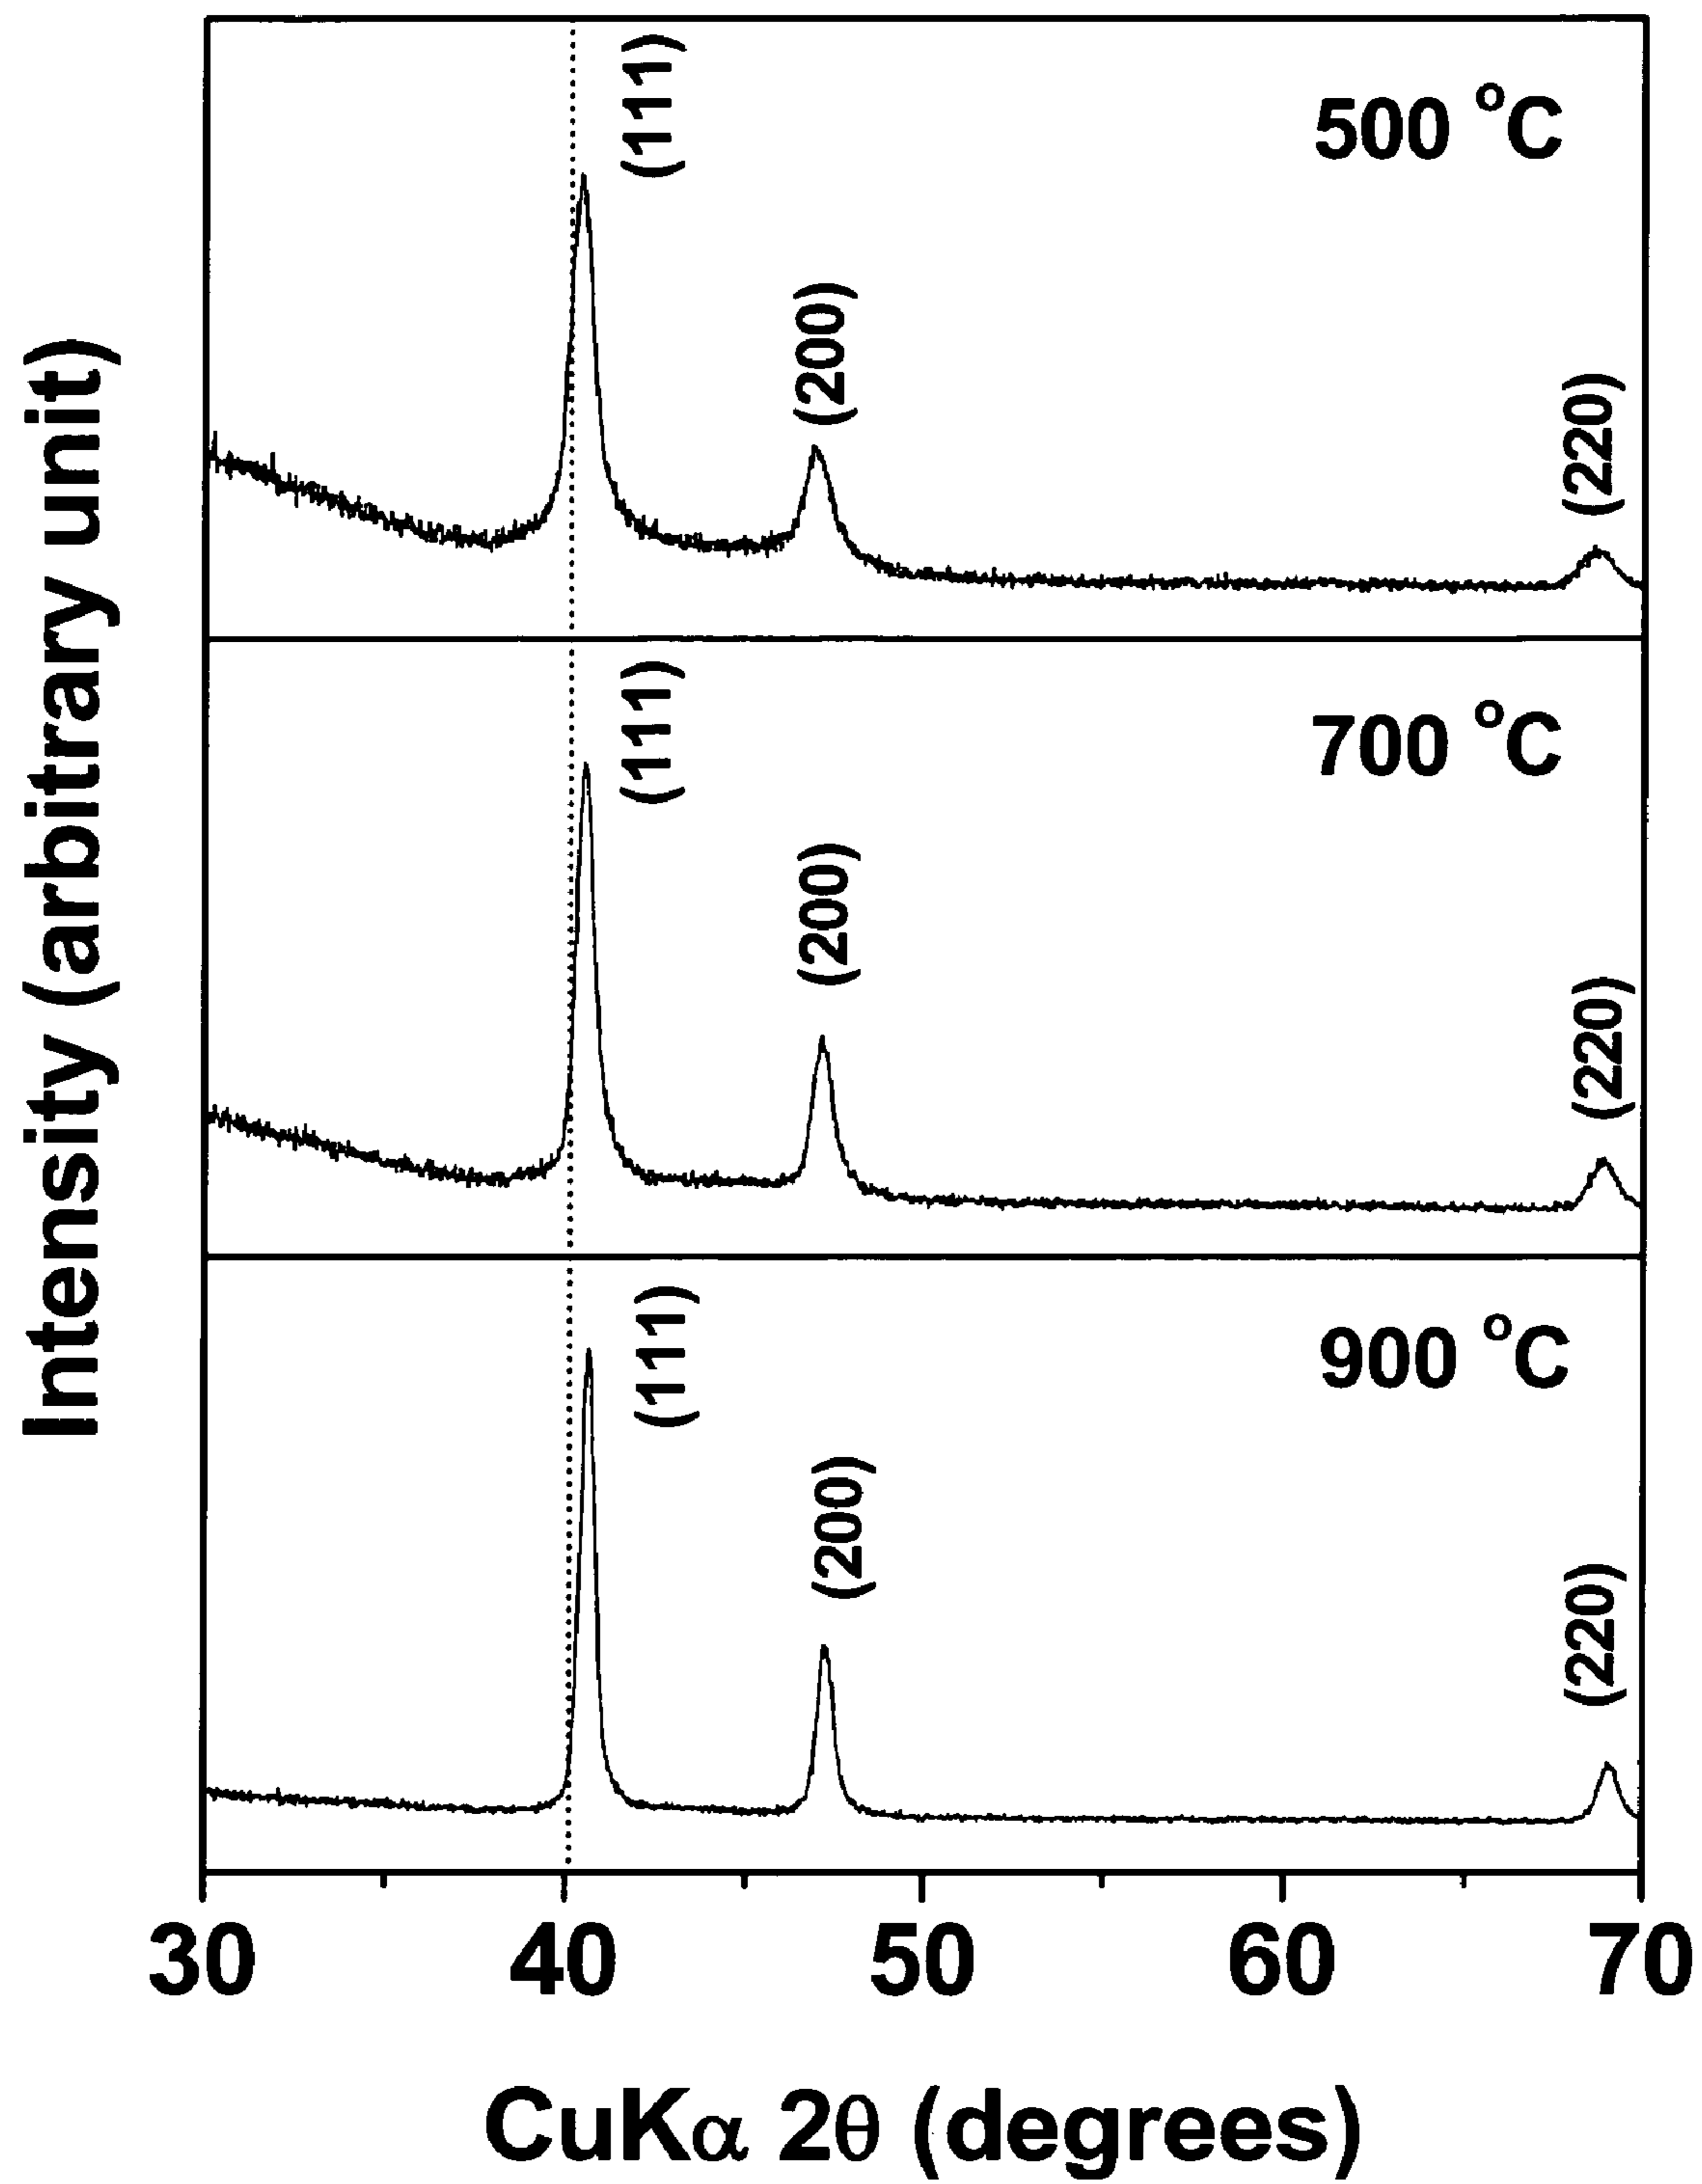 Intensity (arbitrary unit)
500 °C
(111)
(200)
(220)
700 °C
(111)
(200)
(220)
900 °C
(111)
(200)
(220)
30 40 50 60 70
CuKα 2θ (degrees)